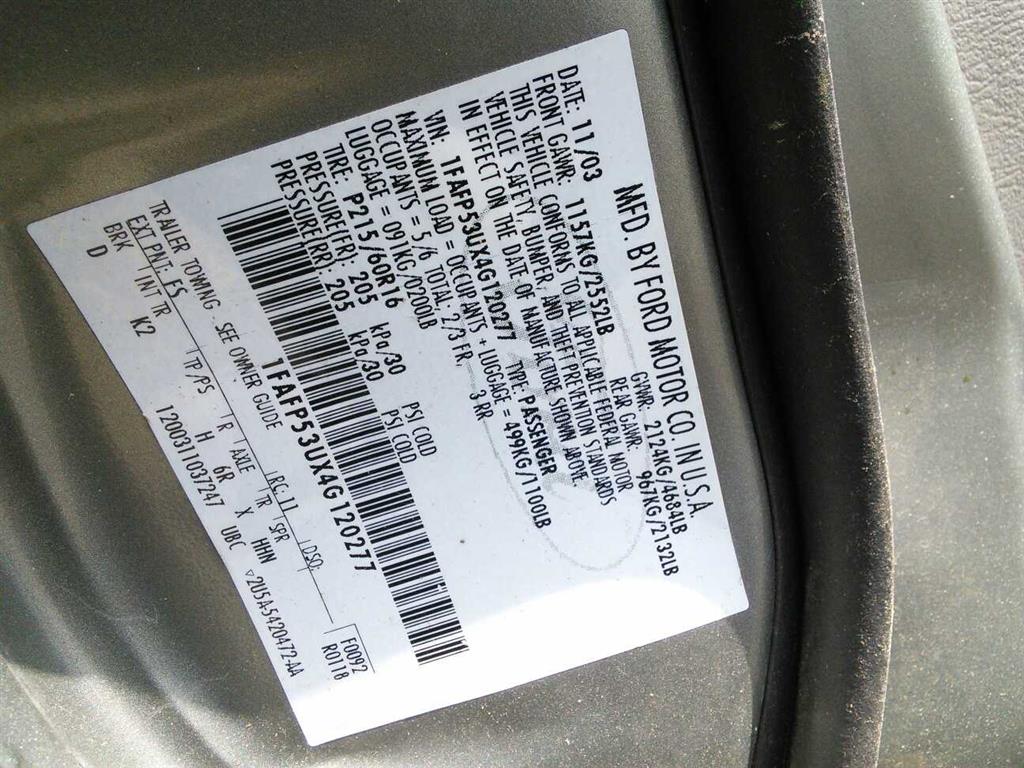 MFD. BY FORD MOTOR CO. IN U.S.A.
DATE: 11/03 GVWR: 2124KG/4684LB
FRONT GAWR: 1157KG/2352LB REAR GAWR: 967KG/2132LB
THIS VEHICLE CONFORMS TO ALL APPLICABLE FEDERAL MOTOR
VEHICLE SAFETY, BUMPER, AND THEFT PREVENTION STANDARDS
IN EFFECT ON THE DATE OF MANUFACTURE SHOWN ABOVE.
VIN: 1FAFP53UX4G120277 TYPE: PASSENGER
MAXIMUM LOAD = OCCUPANTS + LUGGAGE = 499KG/1100LB
OCCUPANTS = 5/6 TOTAL 2/3 FR, 3 RR
LUGGAGE = 091KG/0200LB
TIRE: P215/60R16
PRESSURE(FR) 205 kPa/30 PSI COLD
PRESSURE(RR) 205 kPa/30 PSI COLD
1FAFP53UX4G120277
TRAILER TOWING - SEE OWNER GUIDE
F0092
R0118
EXT PNT: FS RC: 11 DSO:
BRK INT TR TP/PS R AXE TR SPR
D K2 H 6R X HHN
1200311037247 UBC ▽2U5A-5420472-AA